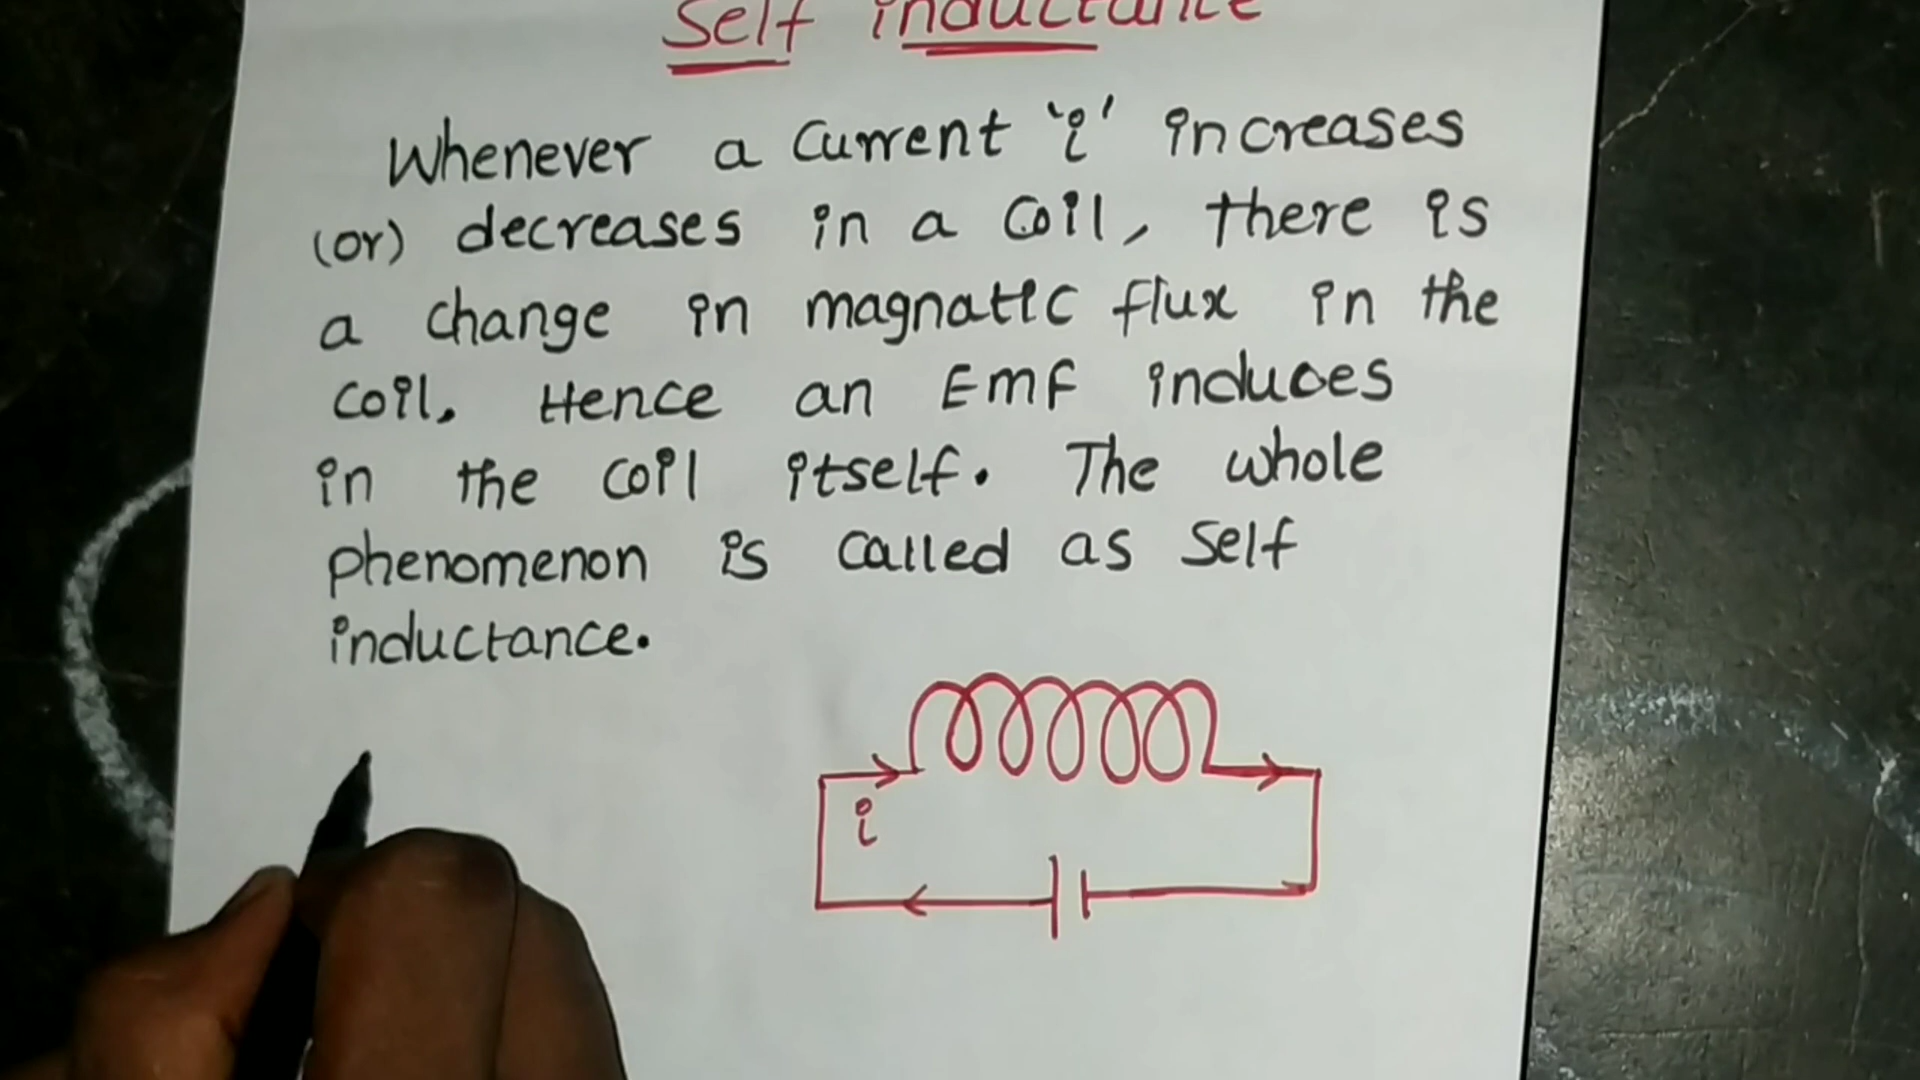 Self inductance
Whenever a current 'i' increases
(or) decreases in a coil, there is
a change in magnatic flux in the
coil. Hence an Emf induces
in the coil itself. The whole
phenomenon is called as self
inductance.
i